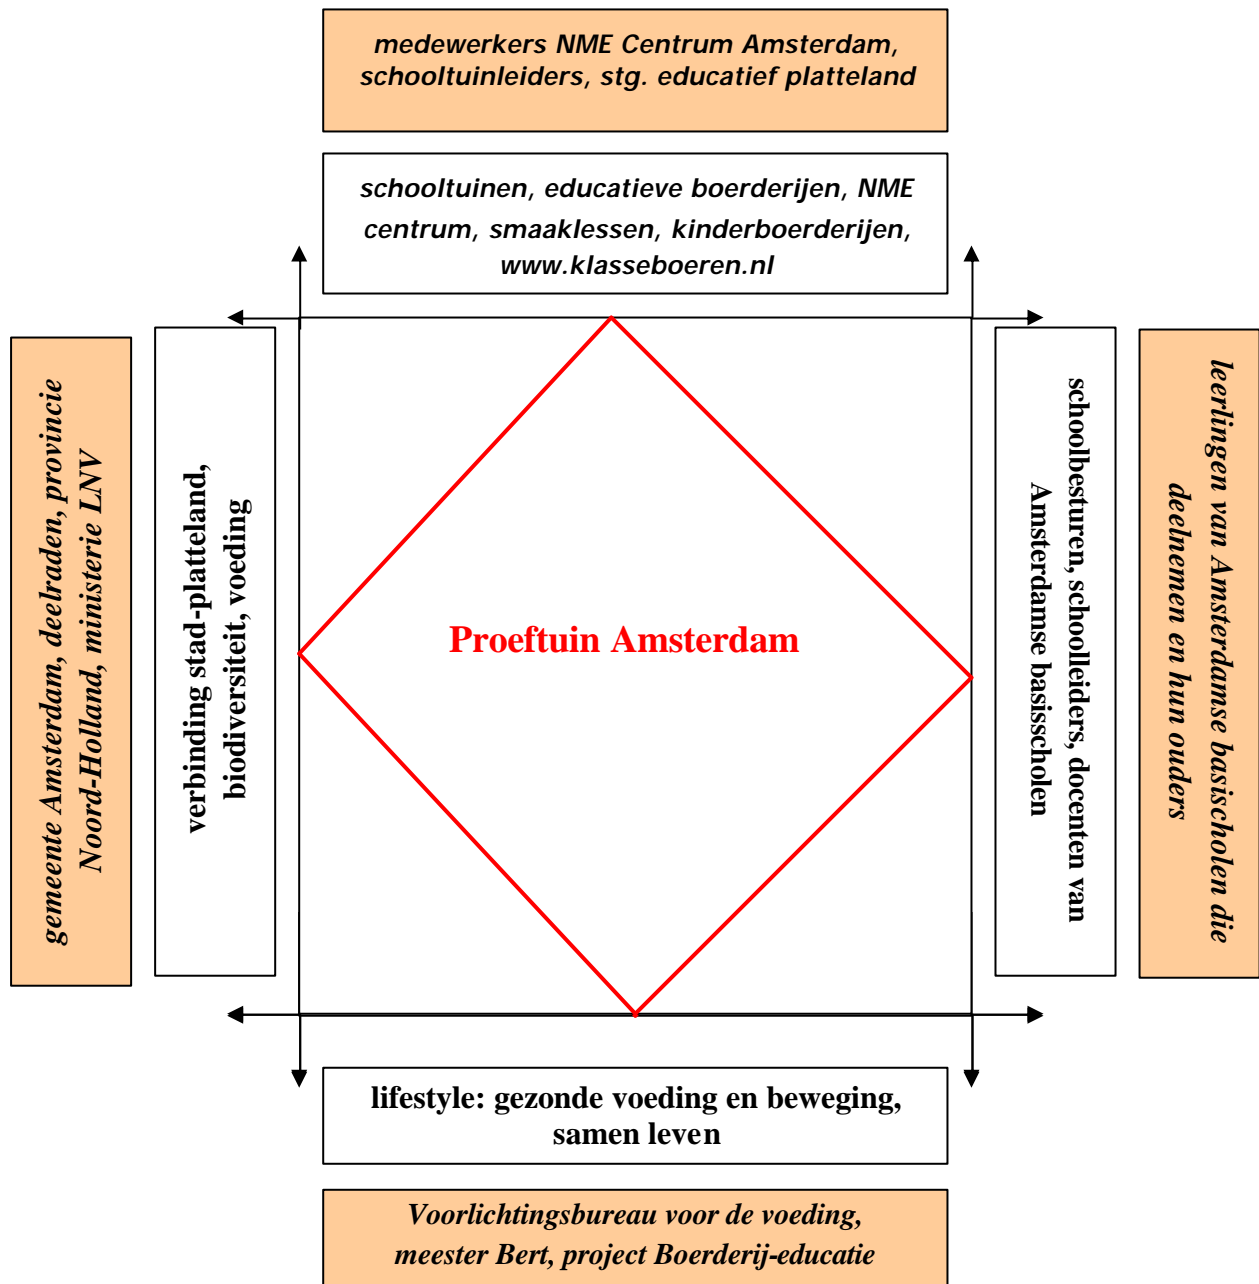 medewerkers NME Centrum Amsterdam,
schooltuinleiders, stg. educatief platteland
schooltuinen, educatieve boerderijen, NME
centrum, smaaklessen, kinderboerderijen,
www.klasseboeren.nl
gemeente Amsterdam, deelraden, provincie
Noord-Holland, ministerie LNV
verbinding stad-platteland,
biodiversiteit, voeding
Proeftuin Amsterdam
schoolbesturen, schoolleiders, docenten van
Amsterdamse basisscholen
leerlingen van Amsterdamse basischolen die
deelnemen en hun ouders
lifestyle: gezonde voeding en beweging,
samen leven
Voorlichtingsbureau voor de voeding,
meester Bert, project Boerderij-educatie